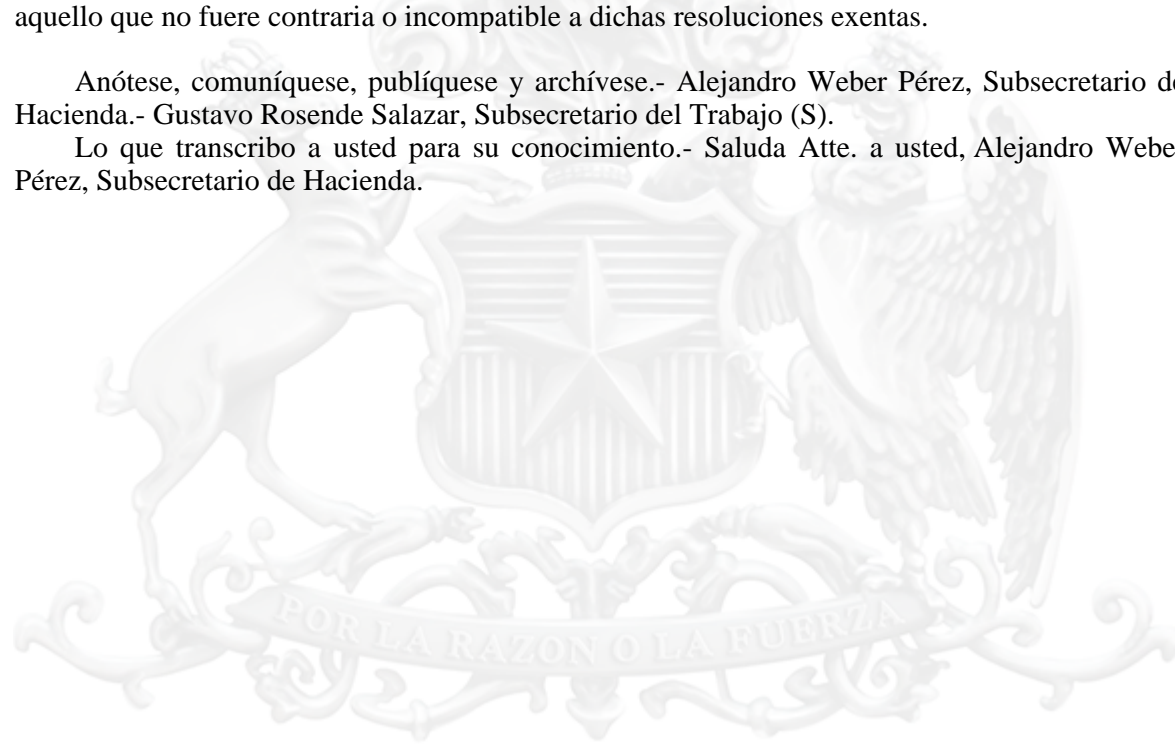 aquello que no fuere contraria o incompatible a dichas resoluciones exentas.
Anótese, comuníquese, publíquese y archívese.- Alejandro Weber Pérez, Subsecretario de
Hacienda.- Gustavo Rosende Salazar, Subsecretario del Trabajo (S).
Lo que transcribo a usted para su conocimiento.- Saluda Atte. a usted, Alejandro Webe
Pérez, Subsecretario de Hacienda.
POR LA RAZON O LA FUERZA